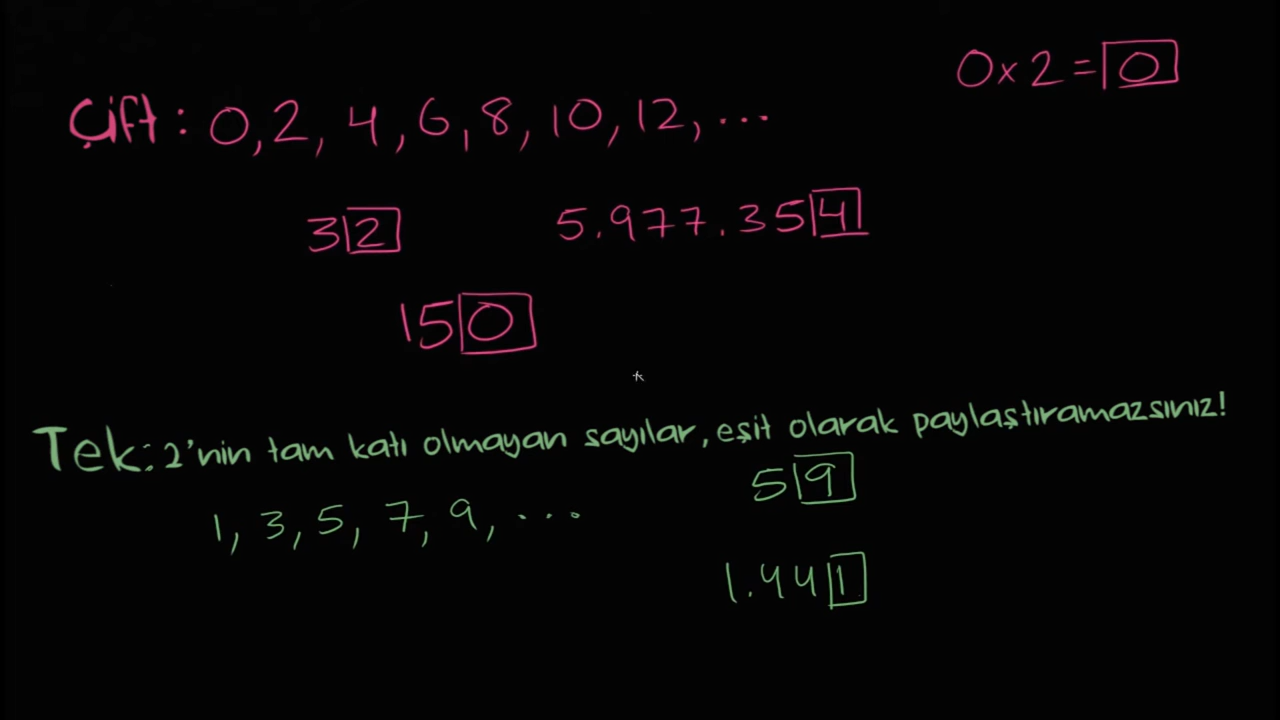 0x2=0
Çift: 0, 2, 4, 6, 8, 10, 12, ...
32 5.977.354
150
Tek: 2'nin tam katı olmayan sayılar, eşit olarak paylaştıramazsınız!
59
1, 3, 5, 7, 9, ...
1.441